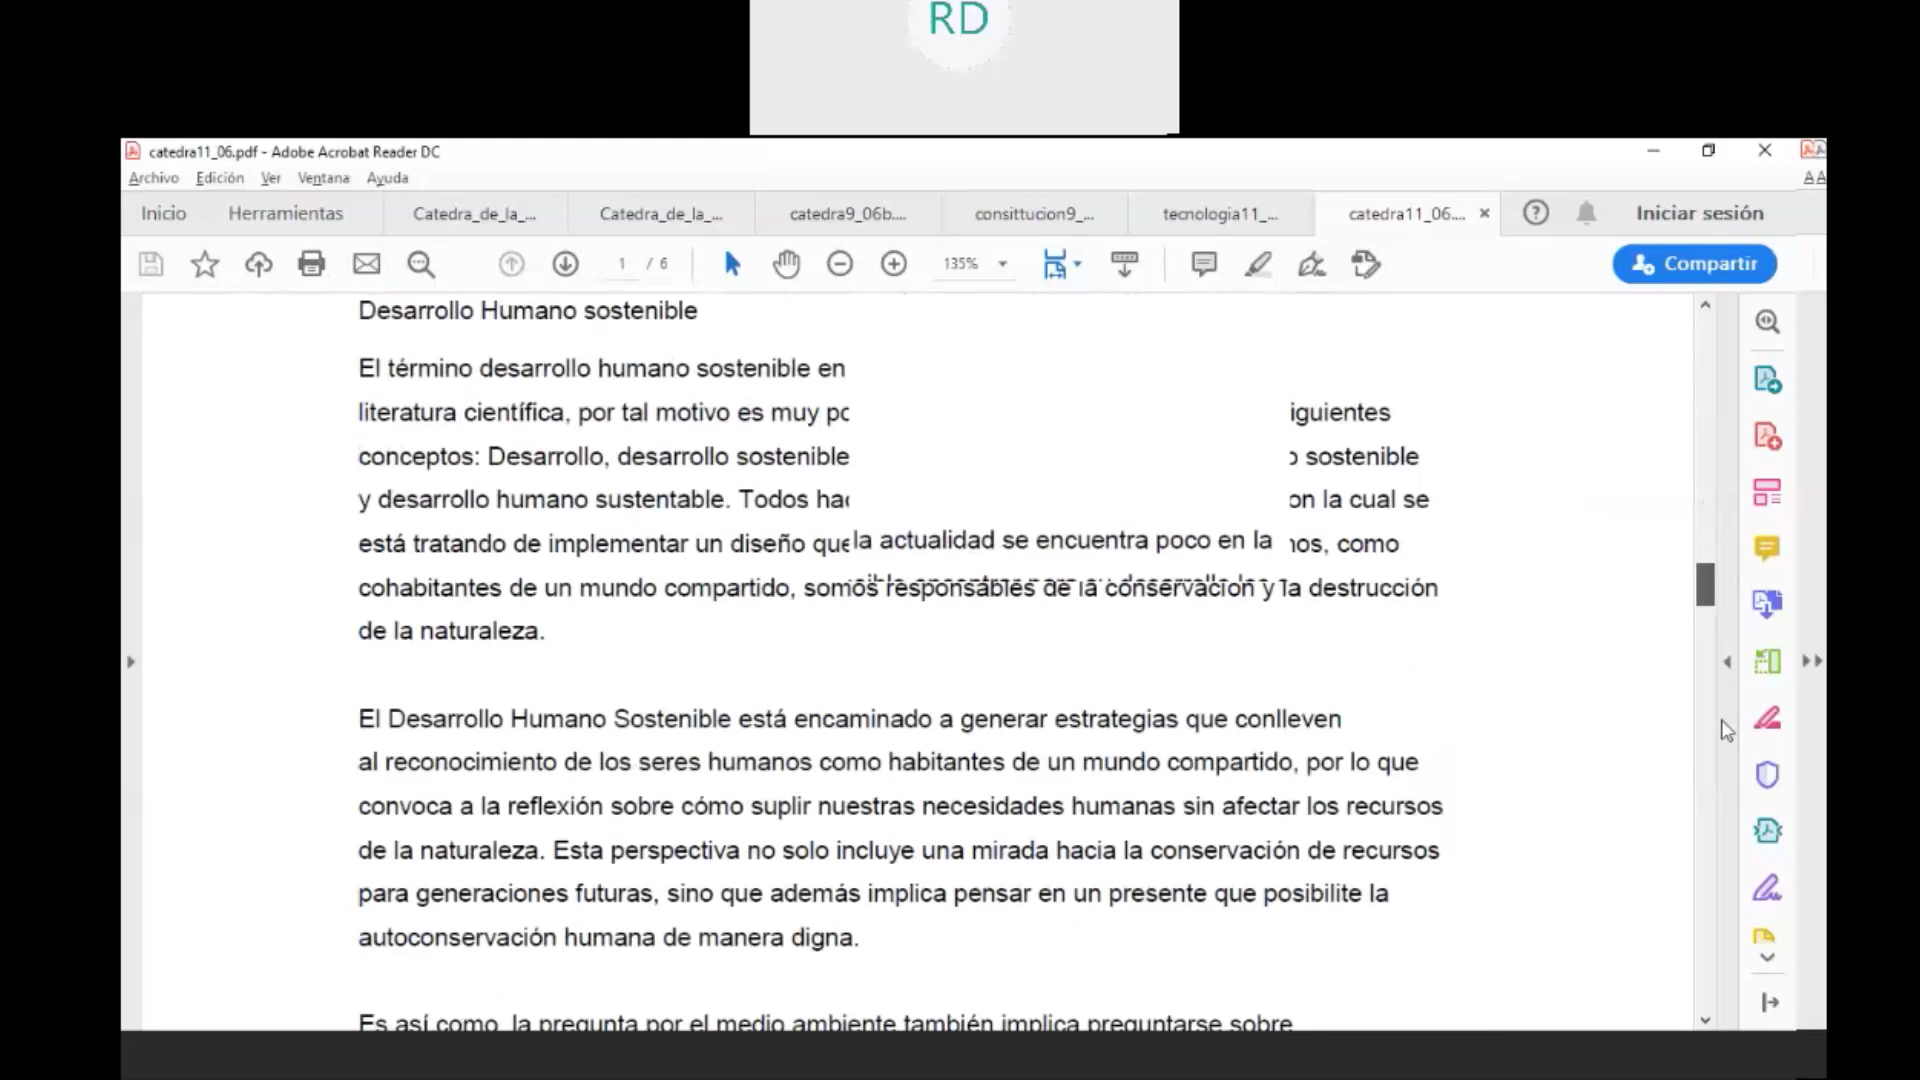 RD
catedra11_06.pdf - Adobe Acrobat Reader DC
Archivo Edición Ver Ventana Ayuda
Inicio Herramientas Catedra_de_la_... Catedra_de_la_... catedra9_06b.... consittucion9_... tecnologia11_... catedra11_06.... × Iniciar sesión
1 / 6 135% Compartir
Desarrollo Humano sostenible
El término desarrollo humano sostenible en
literatura científica, por tal motivo es muy iguientes
conceptos: Desarrollo, desarrollo sostenible o sostenible
y desarrollo humano sustentable. Todos on la cual se
está tratando de implementar un diseño que la actualidad se encuentra poco en la nos, como
cohabitantes de un mundo compartido, somos responsables de la conservación y la destrucción
de la naturaleza.
El Desarrollo Humano Sostenible está encaminado a generar estrategias que conlleven
al reconocimiento de los seres humanos como habitantes de un mundo compartido, por lo que
convoca a la reflexión sobre cómo suplir nuestras necesidades humanas sin afectar los recursos
de la naturaleza. Esta perspectiva no solo incluye una mirada hacia la conservación de recursos
para generaciones futuras, sino que además implica pensar en un presente que posibilite la
autoconservación humana de manera digna.
Es así como, la pregunta por el medio ambiente también implica preguntarse sobre